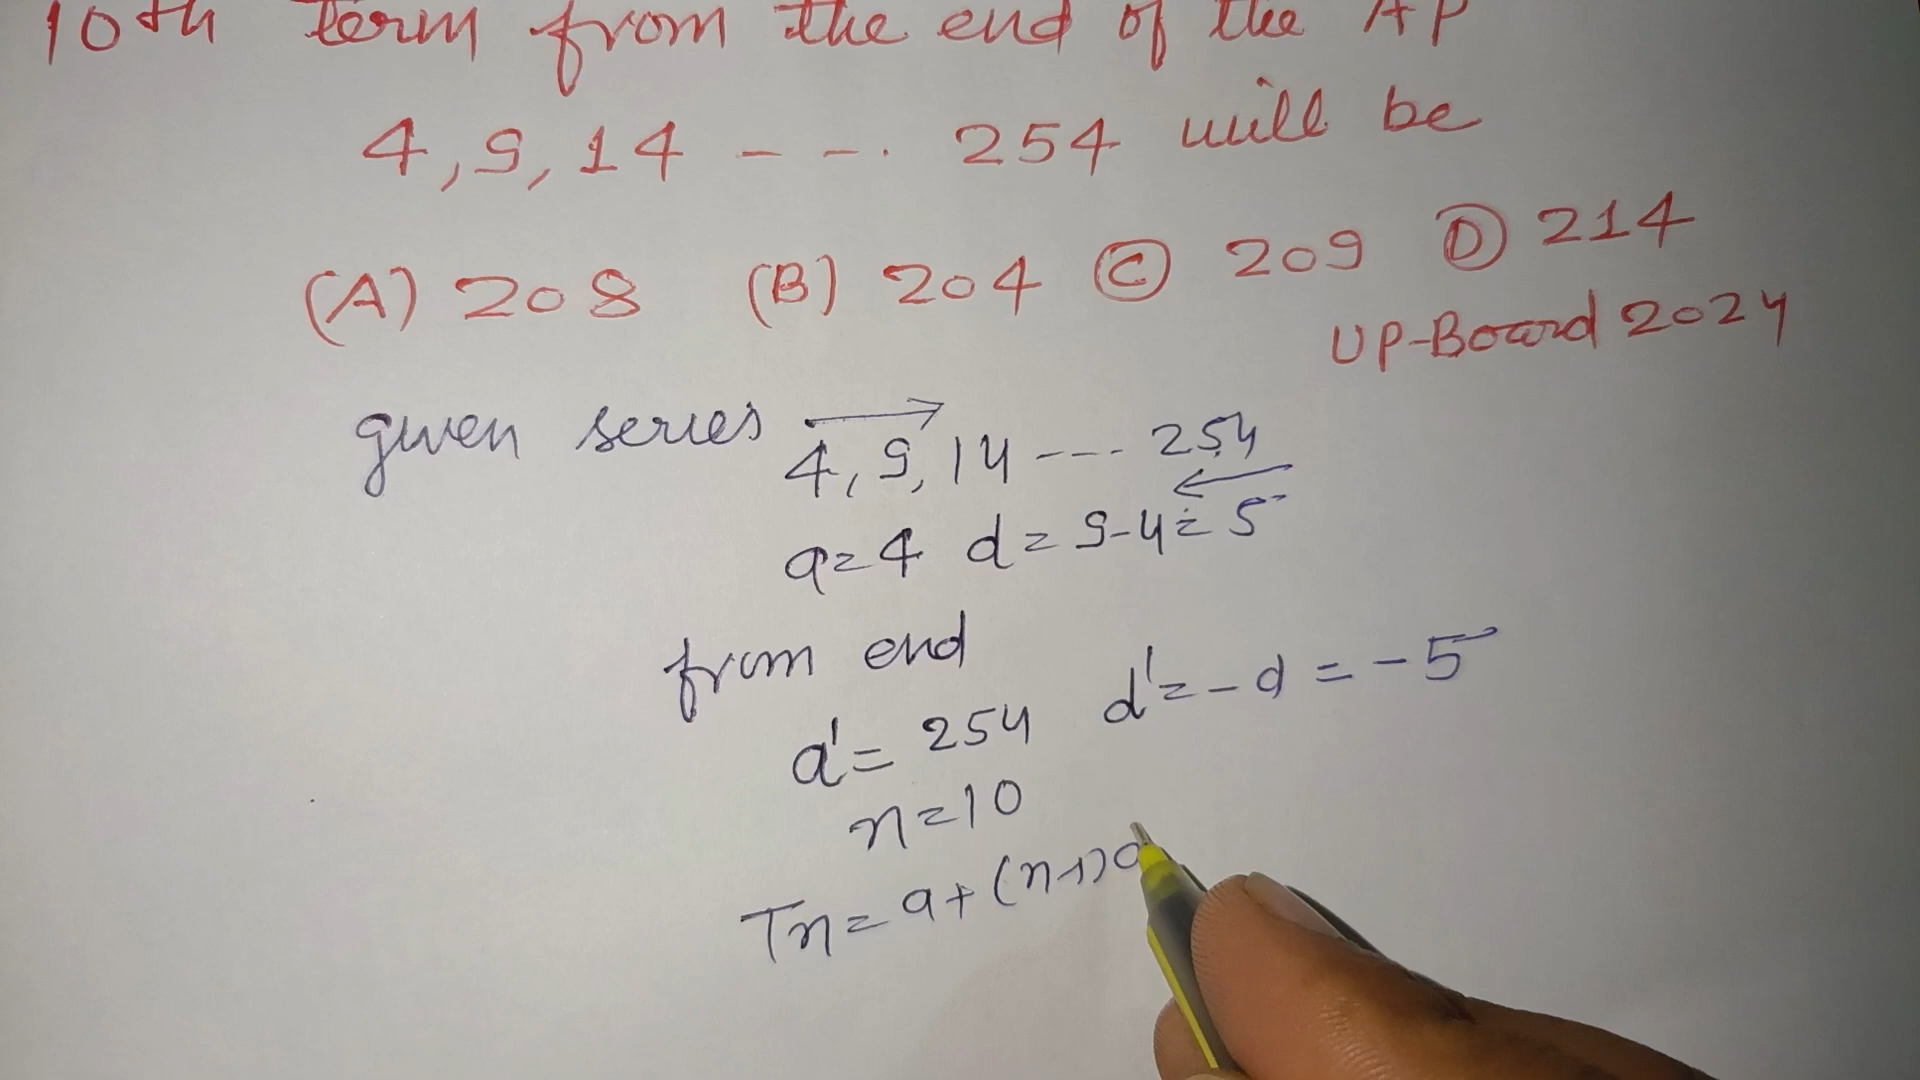 10th term from the end of the AP
4, 9, 14 - - - . 254 will be
(A) 208 (B) 204 Ⓒ 209 Ⓓ 214
UP-Board 2024
given series 4, 9, 14 ---- 254
a=4 d=9-4=5
from end
a'=254 d'=-d=-5
n=10
Tn=a+(n-1)d